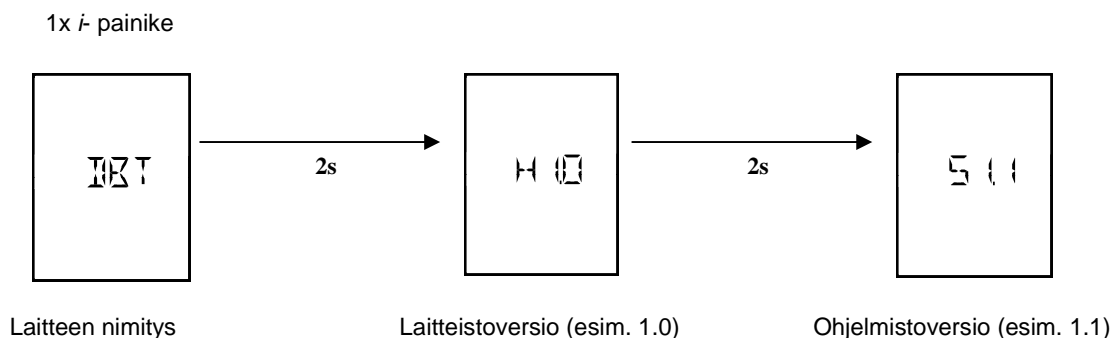 1x i- painike
DBT
2s
H 1.0
2s
S 1.1
Laitteen nimitys
Laitteistoversio (esim. 1.0)
Ohjelmistoversio (esim. 1.1)